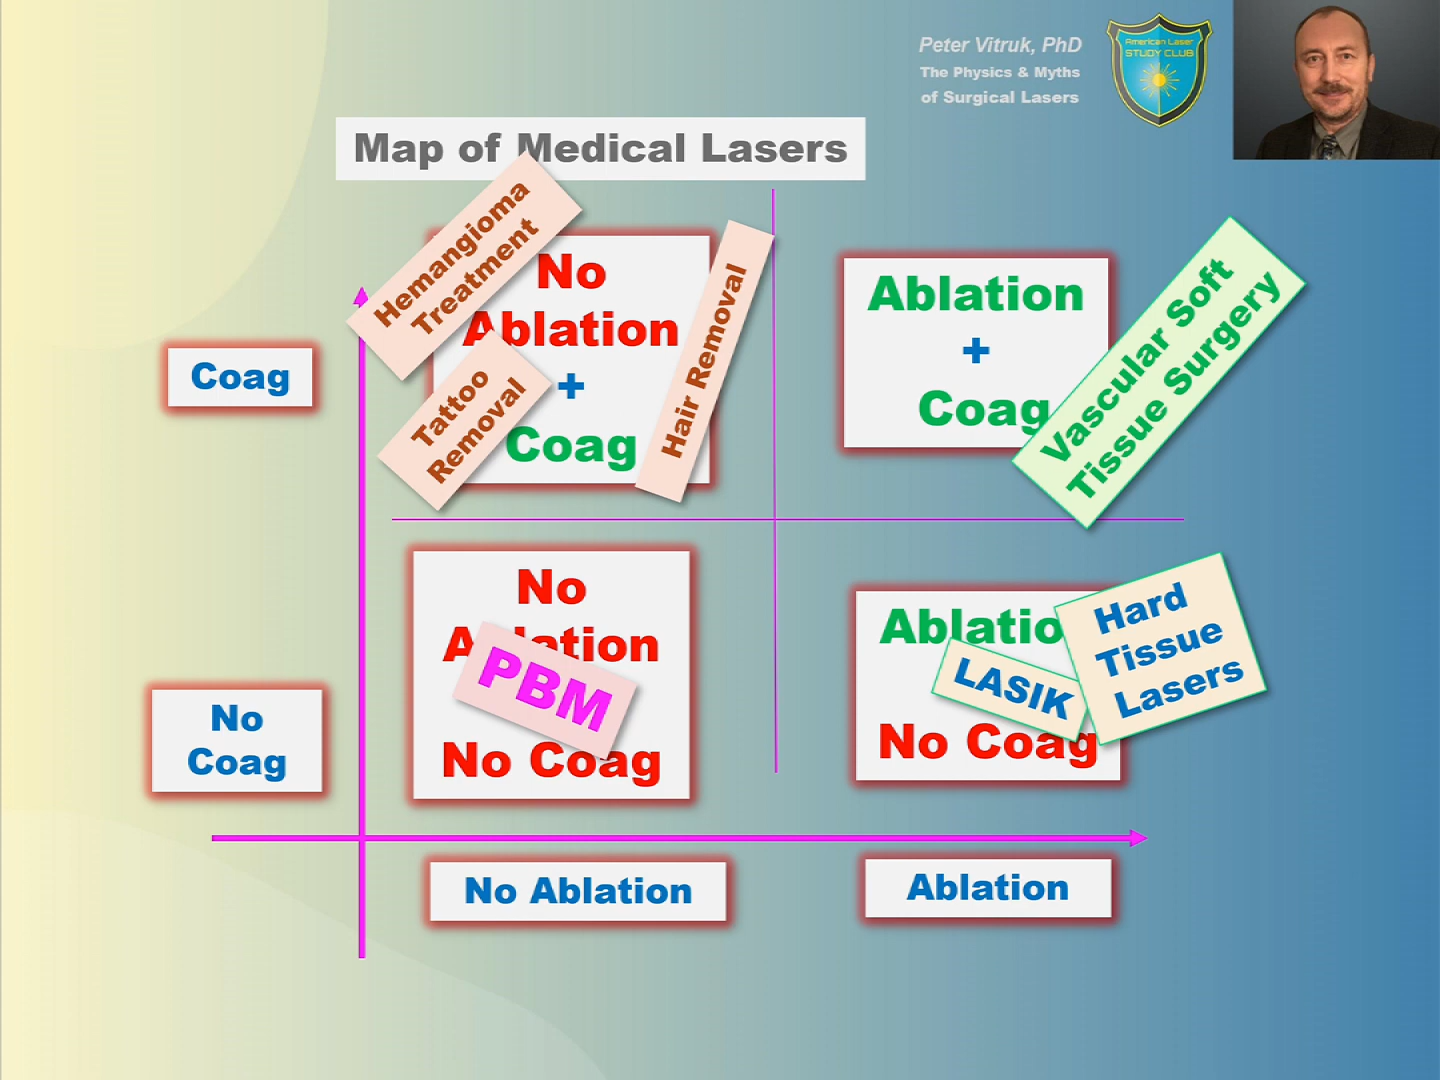 Peter Vitruk, PhD
The Physics & Myths
of Surgical Lasers
American Laser
STUDY CLUB
Map of Medical Lasers
Hemangioma
Treatment
No
Ablation
+
Coag
Tattoo
Removal
Hair Removal
Ablation
+
Coag
Vascular Soft
Tissue Surgery
Coag
No
Ablation
PBM
No Coag
Ablatio
LASIK
Hard
Tissue
Lasers
No Coag
No
Coag
No Ablation
Ablation